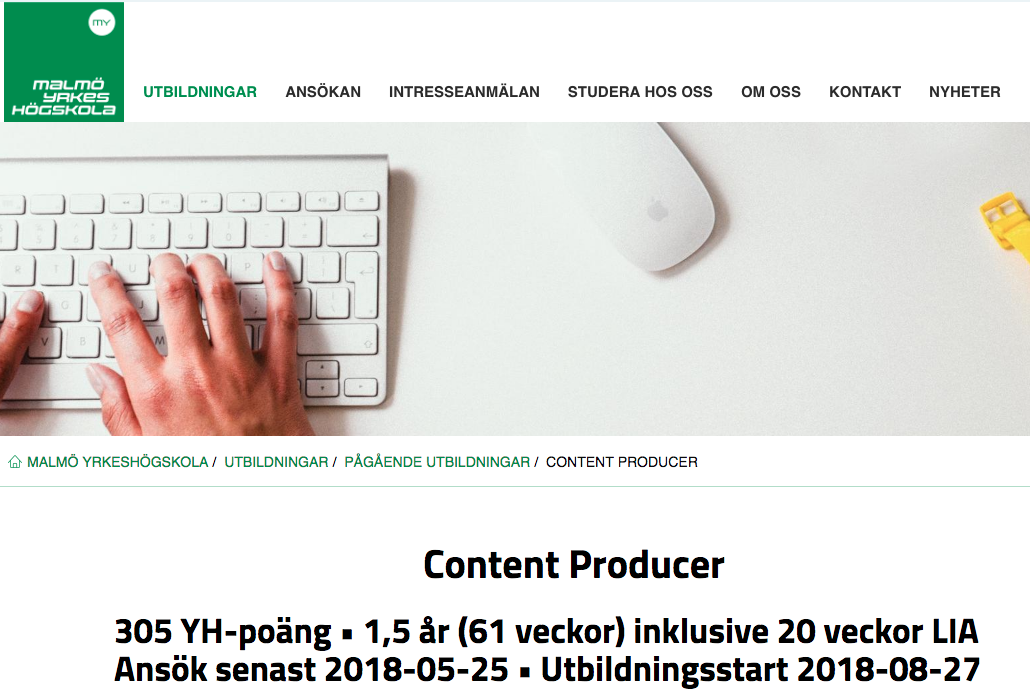 MY
malmö
yrkes
högskola
UTBILDNINGAR ANSÖKAN INTRESSEANMÄLAN STUDERA HOS OSS OM OSS KONTAKT NYHETER
R T U P
G J
V B M
MALMÖ YRKESHÖGSKOLA / UTBILDNINGAR / PÅGÅENDE UTBILDNINGAR / CONTENT PRODUCER
Content Producer
305 YH-poäng ▪ 1,5 år (61 veckor) inklusive 20 veckor LIA
Ansök senast 2018-05-25 ▪ Utbildningsstart 2018-08-27